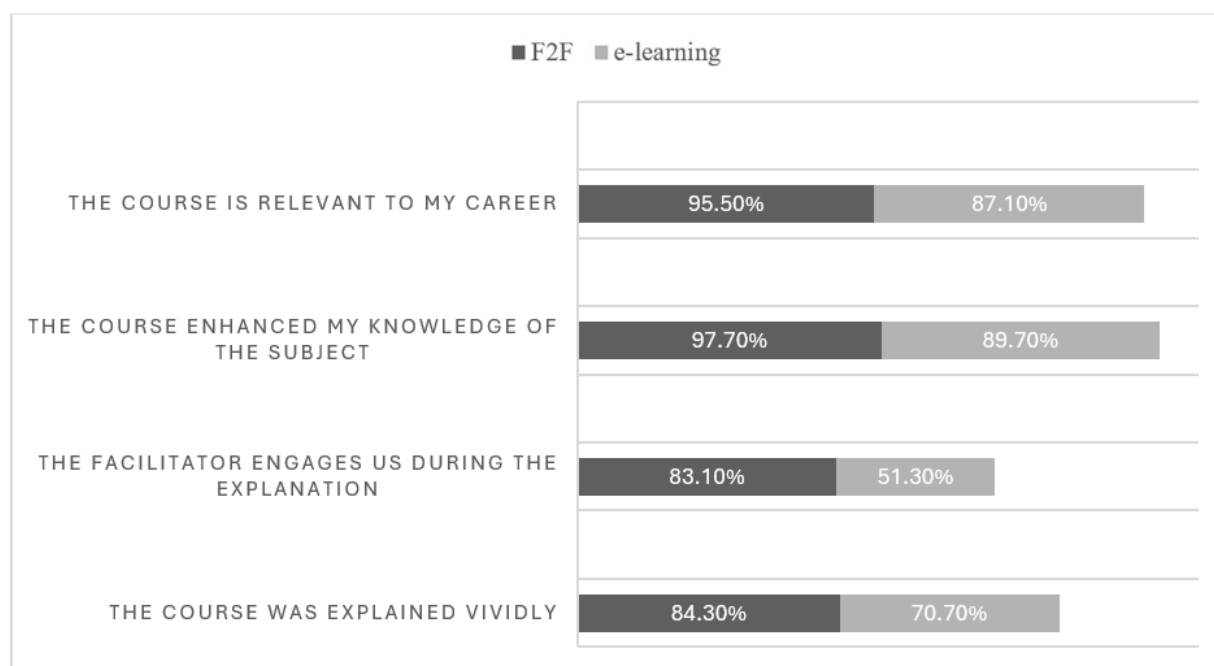 F2F e-learning
THE COURSE IS RELEVANT TO MY CAREER 95.50% 87.10%
THE COURSE ENHANCED MY KNOWLEDGE OF
THE SUBJECT 97.70% 89.70%
THE FACILITATOR ENGAGES US DURING THE
EXPLANATION 83.10% 51.30%
THE COURSE WAS EXPLAINED VIVIDLY 84.30% 70.70%